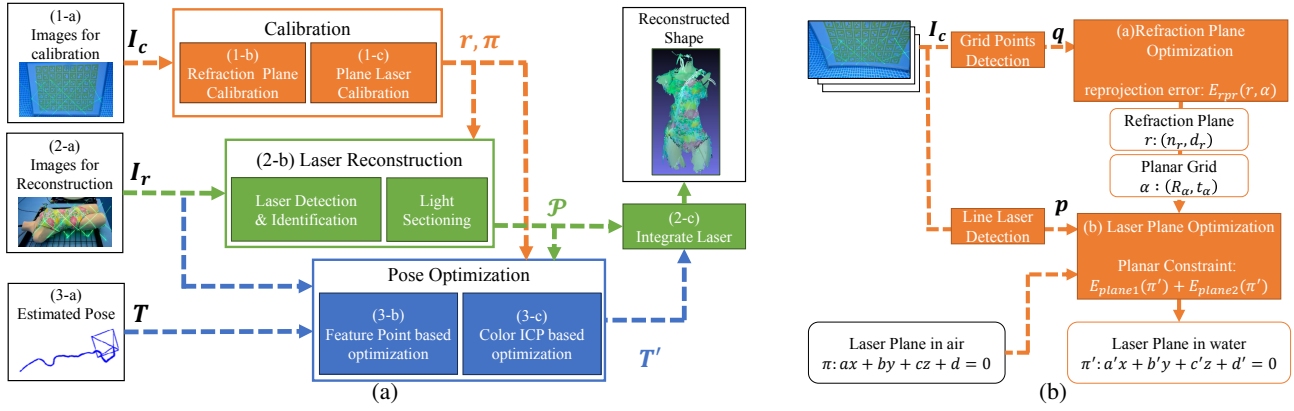 (1-a)
Images for
calibration
I_c
Calibration
(1-b)
Refraction Plane
Calibration
(1-c)
Plane Laser
Calibration
r, π
(2-a)
Images for
Reconstruction
I_r
(2-b) Laser Reconstruction
Laser Detection
& Identification
Light
Sectioning
𝒫
Reconstructed
Shape
(2-c)
Integrate Laser
(3-a)
Estimated Pose
T
Pose Optimization
(3-b)
Feature Point based
optimization
(3-c)
Color ICP based
optimization
T′
(a)
I_c
Grid Points
Detection
q
(a)Refraction Plane
Optimization
reprojection error: E_rpr(r, α)
Refraction Plane
r: (n_r, d_r)
Planar Grid
α : (R_α, t_α)
Line Laser
Detection
p
(b) Laser Plane Optimization
Planar Constraint:
E_plane1(π′) + E_plane2(π′)
Laser Plane in air
π: ax + by + cz + d = 0
Laser Plane in water
π′: a′x + b′y + c′z + d′ = 0
(b)